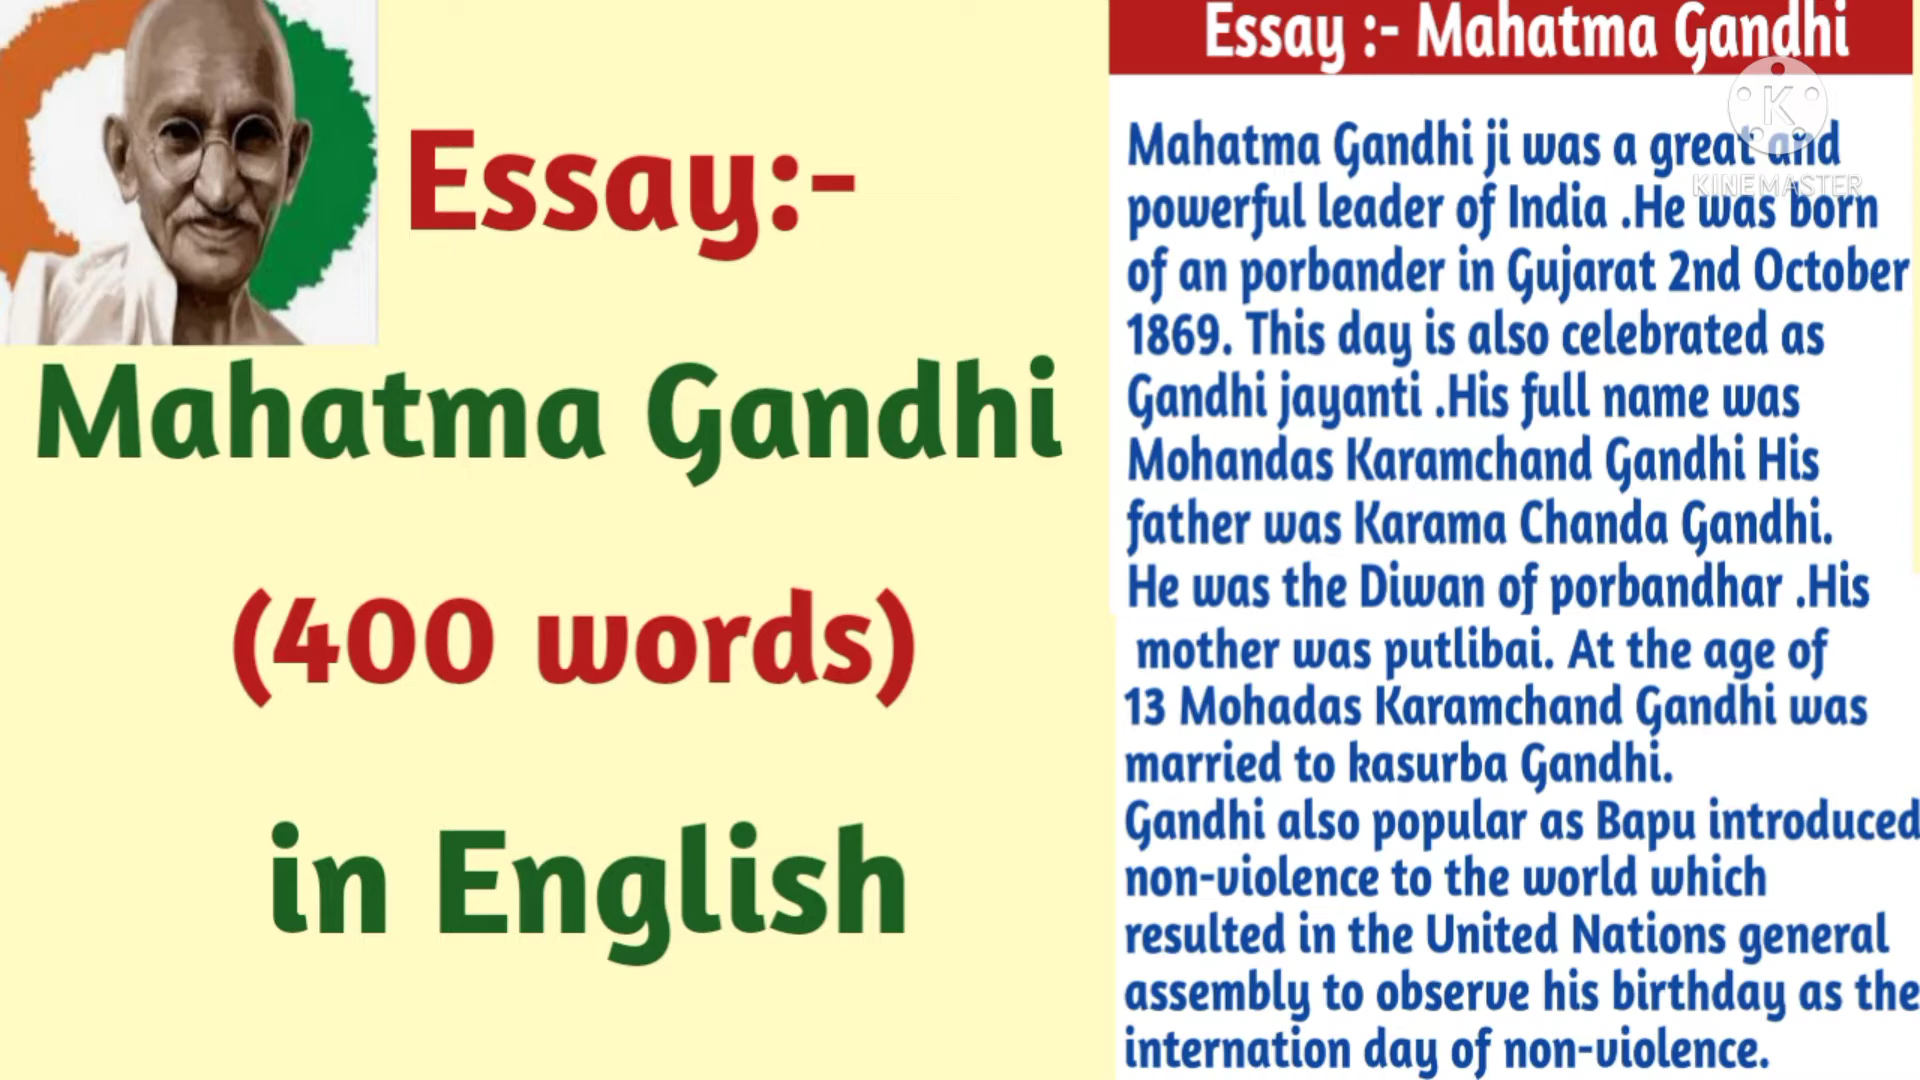 Essay:-
Mahatma Gandhi
(400 words)
in English
Essay :- Mahatma Gandhi
Mahatma Gandhi ji was a great and
powerful leader of India .He was born
of an porbander in Gujarat 2nd October
1869. This day is also celebrated as
Gandhi jayanti .His full name was
Mohandas Karamchand Gandhi His
father was Karama Chanda Gandhi.
He was the Diwan of porbandhar .His
mother was putlibai. At the age of
13 Mohadas Karamchand Gandhi was
married to kasurba Gandhi.
Gandhi also popular as Bapu introduced
non-violence to the world which
resulted in the United Nations general
assembly to observe his birthday as the
internation day of non-violence.
K
KINEMASTER